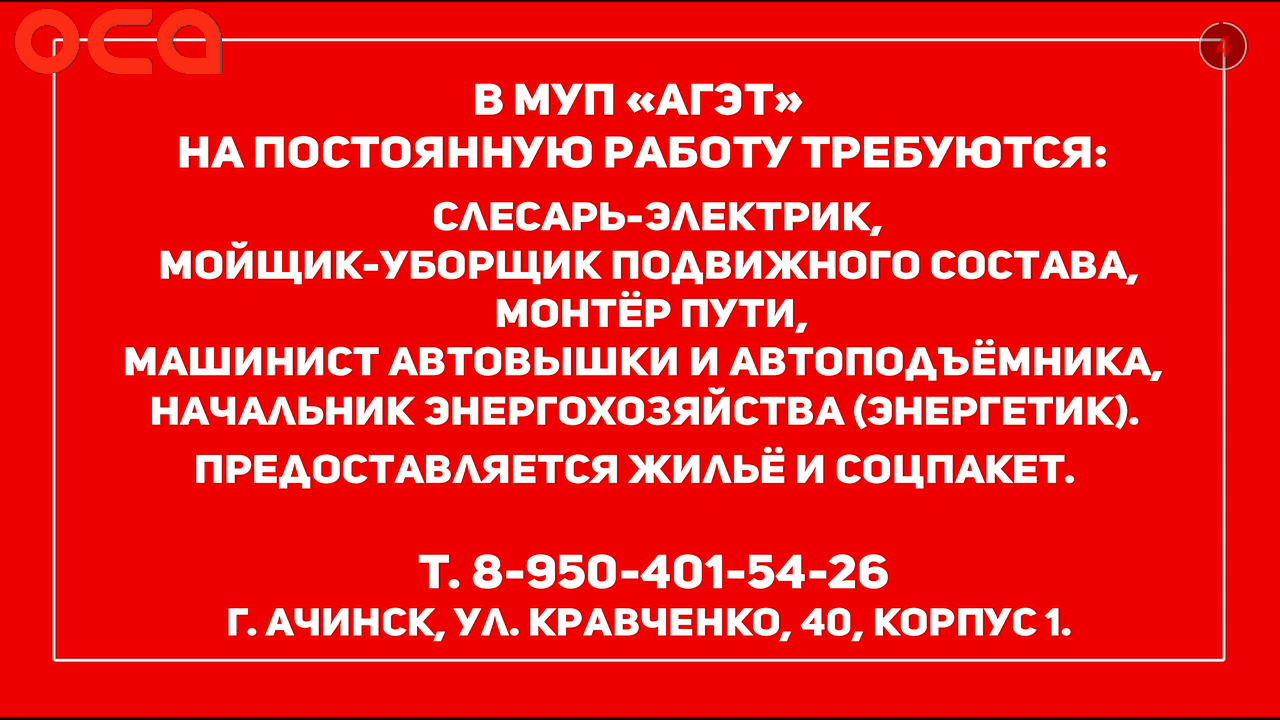 оса
В МУП «АГЭТ»
НА ПОСТОЯННУЮ РАБОТУ ТРЕБУЮТСЯ:
СЛЕСАРЬ-ЭЛЕКТРИК,
МОЙЩИК-УБОРЩИК ПОДВИЖНОГО СОСТАВА,
МОНТЁР ПУТИ,
МАШИНИСТ АВТОВЫШКИ И АВТОПОДЪЁМНИКА,
НАЧАЛЬНИК ЭНЕРГОХОЗЯЙСТВА (ЭНЕРГЕТИК).
ПРЕДОСТАВЛЯЕТСЯ ЖИЛЬЁ И СОЦПАКЕТ.
Т. 8-950-401-54-26
Г. АЧИНСК, УЛ. КРАВЧЕНКО, 40, КОРПУС 1.